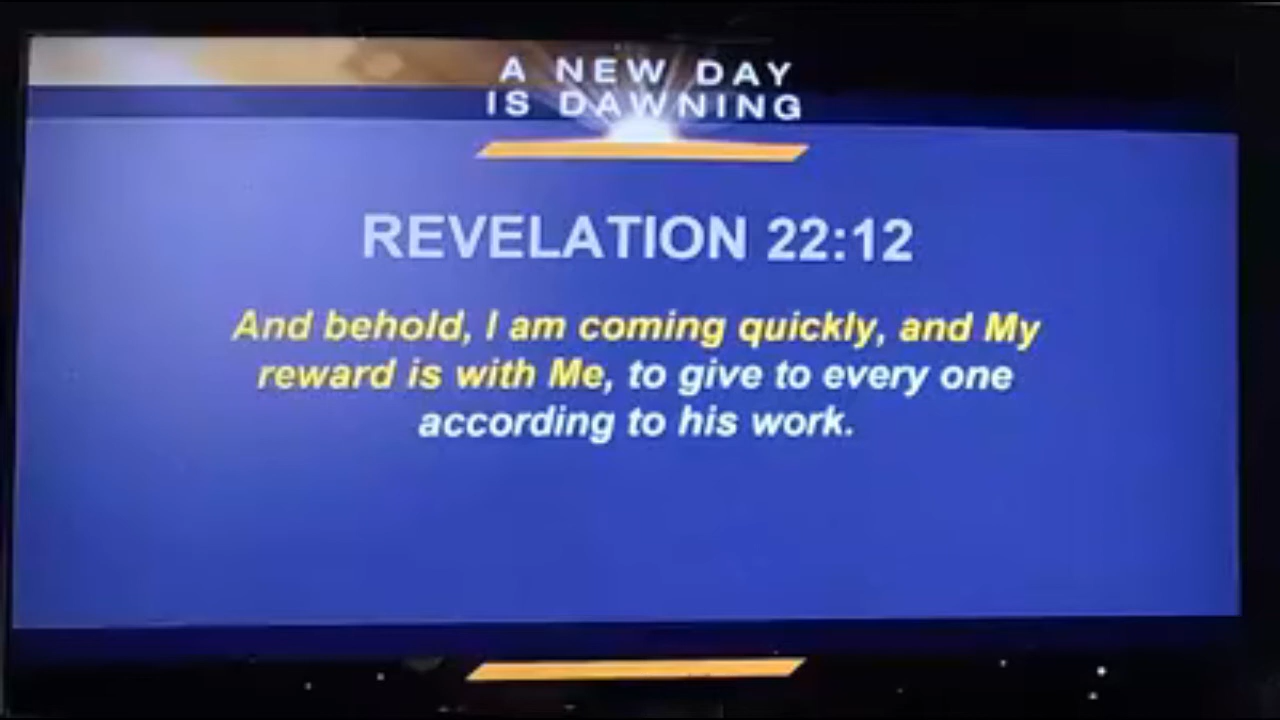 A NEW DAY
IS DAWNING
REVELATION 22:12
And behold, I am coming quickly, and My
reward is with Me, to give to every one
according to his work.